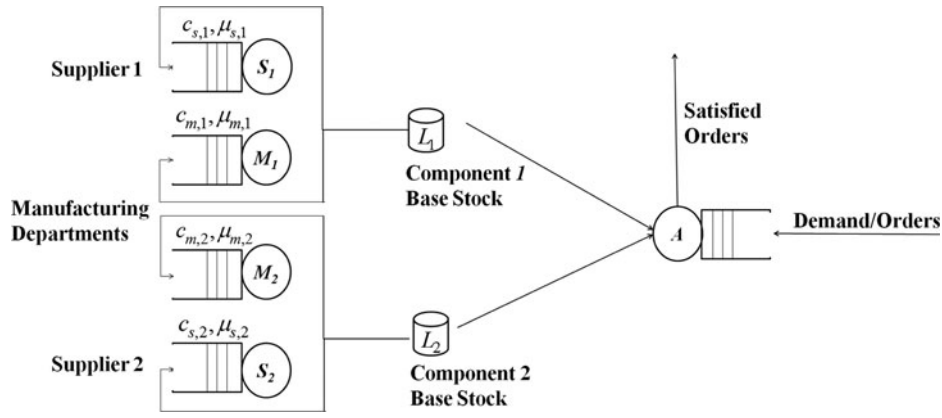 c_{s,1}, μ_{s,1}
Supplier 1
S_1
c_{m,1}, μ_{m,1}
M_1
L_1
Component 1
Base Stock
Satisfied
Orders
Manufacturing
Departments
c_{m,2}, μ_{m,2}
M_2
A
Demand/Orders
c_{s,2}, μ_{s,2}
Supplier 2
S_2
L_2
Component 2
Base Stock